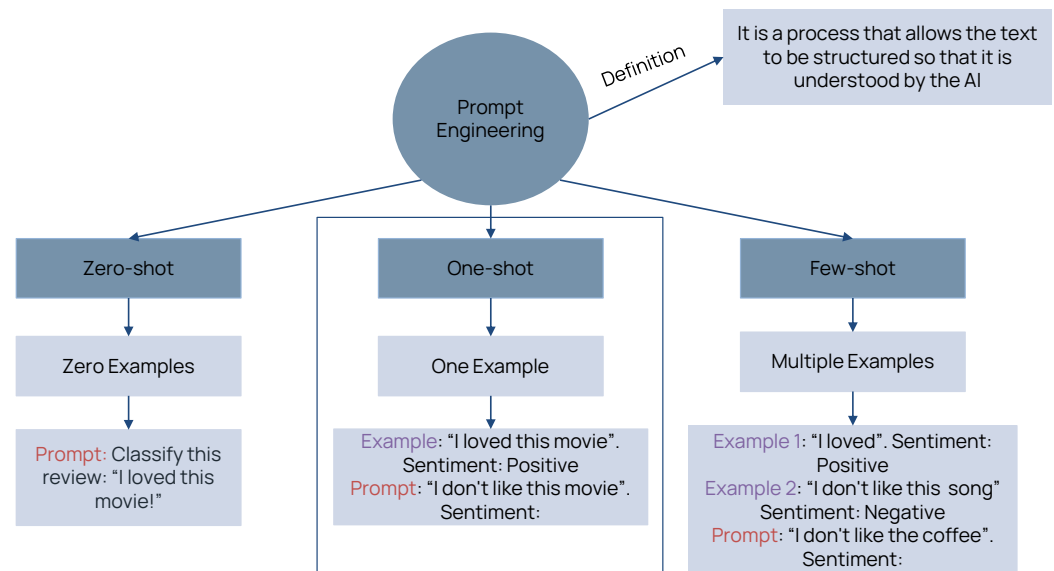 It is a process that allows the text
to be structured so that it is
understood by the AI
Definition
Prompt
Engineering
Zero-shot
One-shot
Few-shot
Zero Examples
One Example
Multiple Examples
Prompt: Classify this
review: “I loved this
movie!”
Example: “I loved this movie”.
Sentiment: Positive
Prompt: “I don't like this movie”.
Sentiment:
Example 1: “I loved”. Sentiment:
Positive
Example 2: “I don't like this song”
Sentiment: Negative
Prompt: “I don't like the coffee”.
Sentiment: